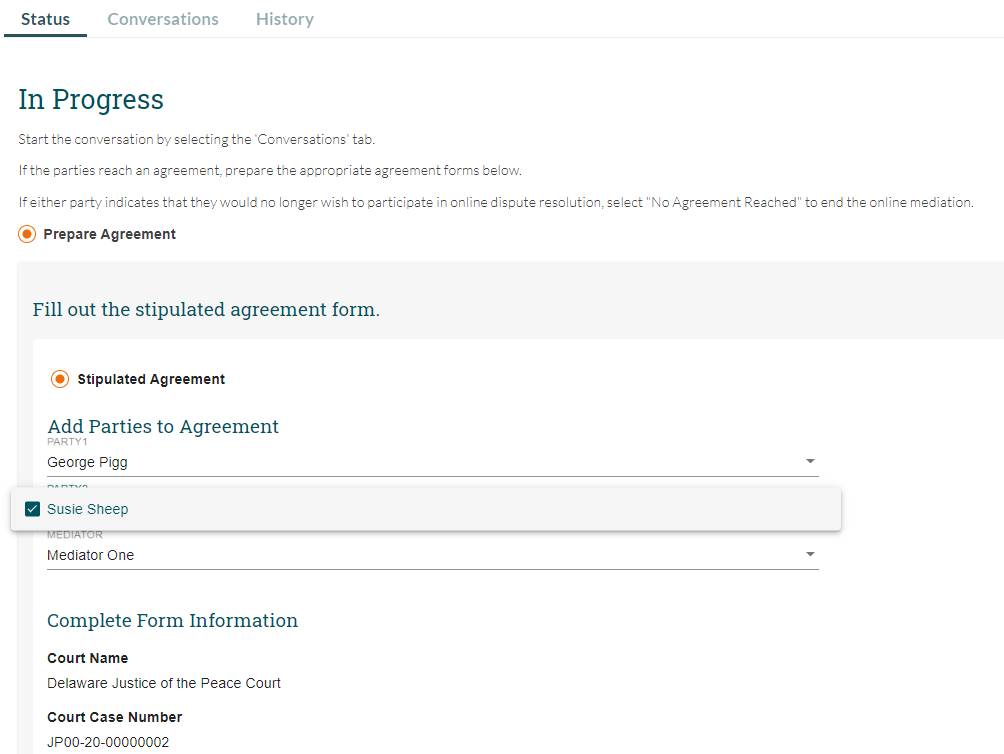 Status Conversations History
In Progress
Start the conversation by selecting the 'Conversations' tab.
If the parties reach an agreement, prepare the appropriate agreement forms below.
If either party indicates that they would no longer wish to participate in online dispute resolution, select "No Agreement Reached" to end the online mediation.
Prepare Agreement
Fill out the stipulated agreement form.
Stipulated Agreement
Add Parties to Agreement
PARTY1
George Pigg
PARTY2
Susie Sheep
MEDIATOR
Mediator One
Complete Form Information
Court Name
Delaware Justice of the Peace Court
Court Case Number
JP00-20-00000002